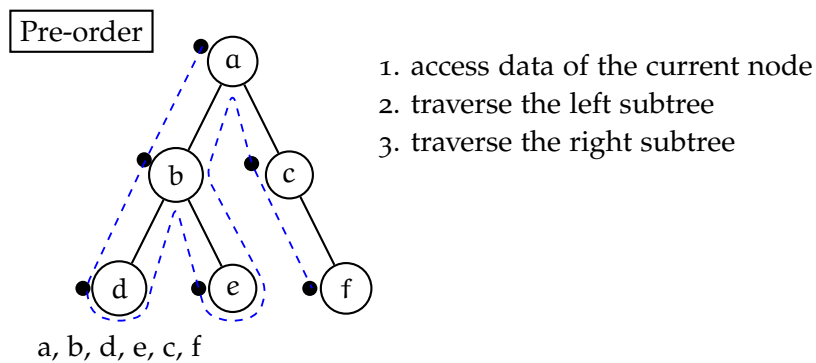 Pre-order
a
1. access data of the current node
2. traverse the left subtree
3. traverse the right subtree
b
c
d
e
f
a, b, d, e, c, f